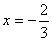 x = -2/3